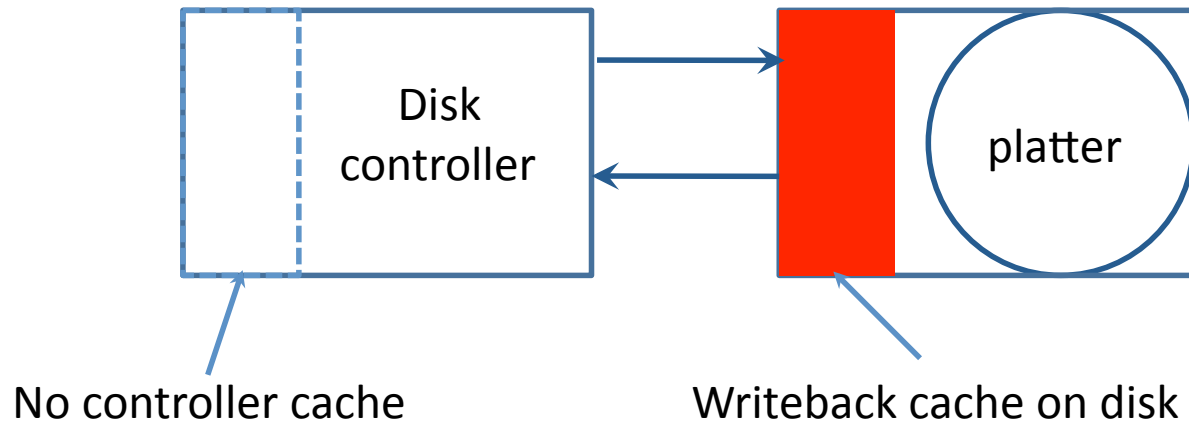 Disk
controller
platter
No controller cache
Writeback cache on disk